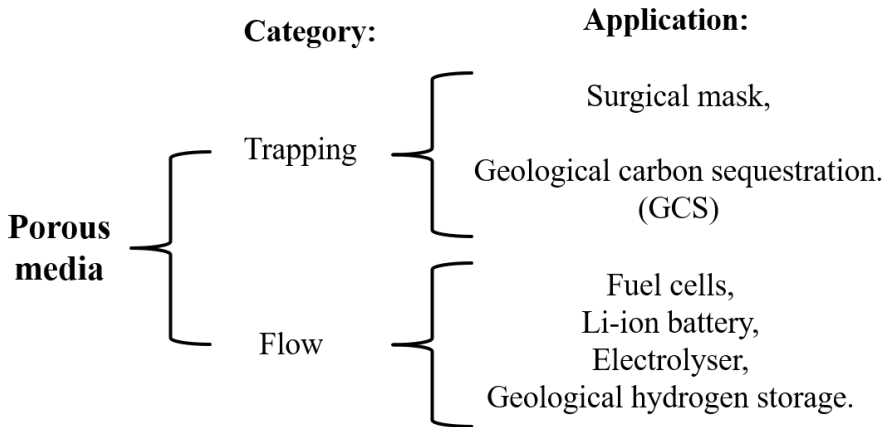 Category:
Application:
Porous
media
Trapping
Surgical mask,
Geological carbon sequestration.
(GCS)
Flow
Fuel cells,
Li-ion battery,
Electrolyser,
Geological hydrogen storage.